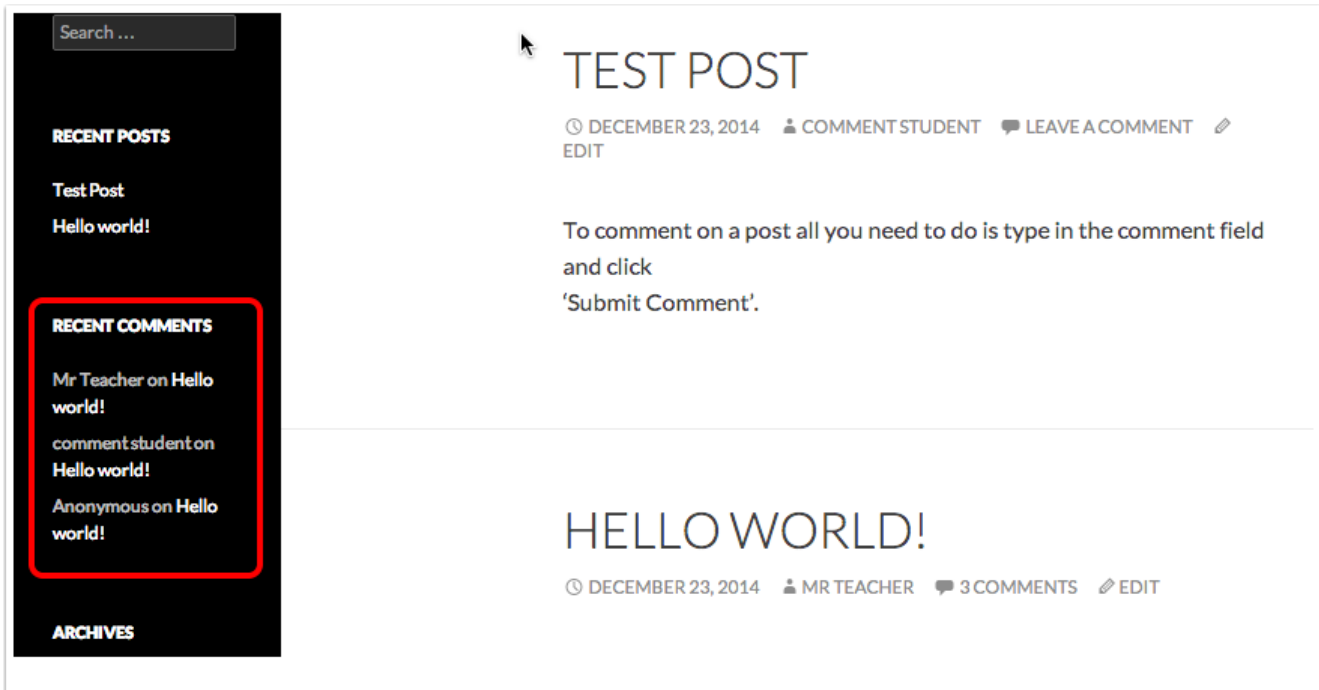 Search ...
RECENT POSTS
Test Post
Hello world!
RECENT COMMENTS
Mr Teacher on Hello
world!
comment student on
Hello world!
Anonymous on Hello
world!
ARCHIVES
TEST POST
DECEMBER 23, 2014 COMMENT STUDENT LEAVE A COMMENT
EDIT
To comment on a post all you need to do is type in the comment field
and click
‘Submit Comment’.
HELLO WORLD!
DECEMBER 23, 2014 MR TEACHER 3 COMMENTS EDIT